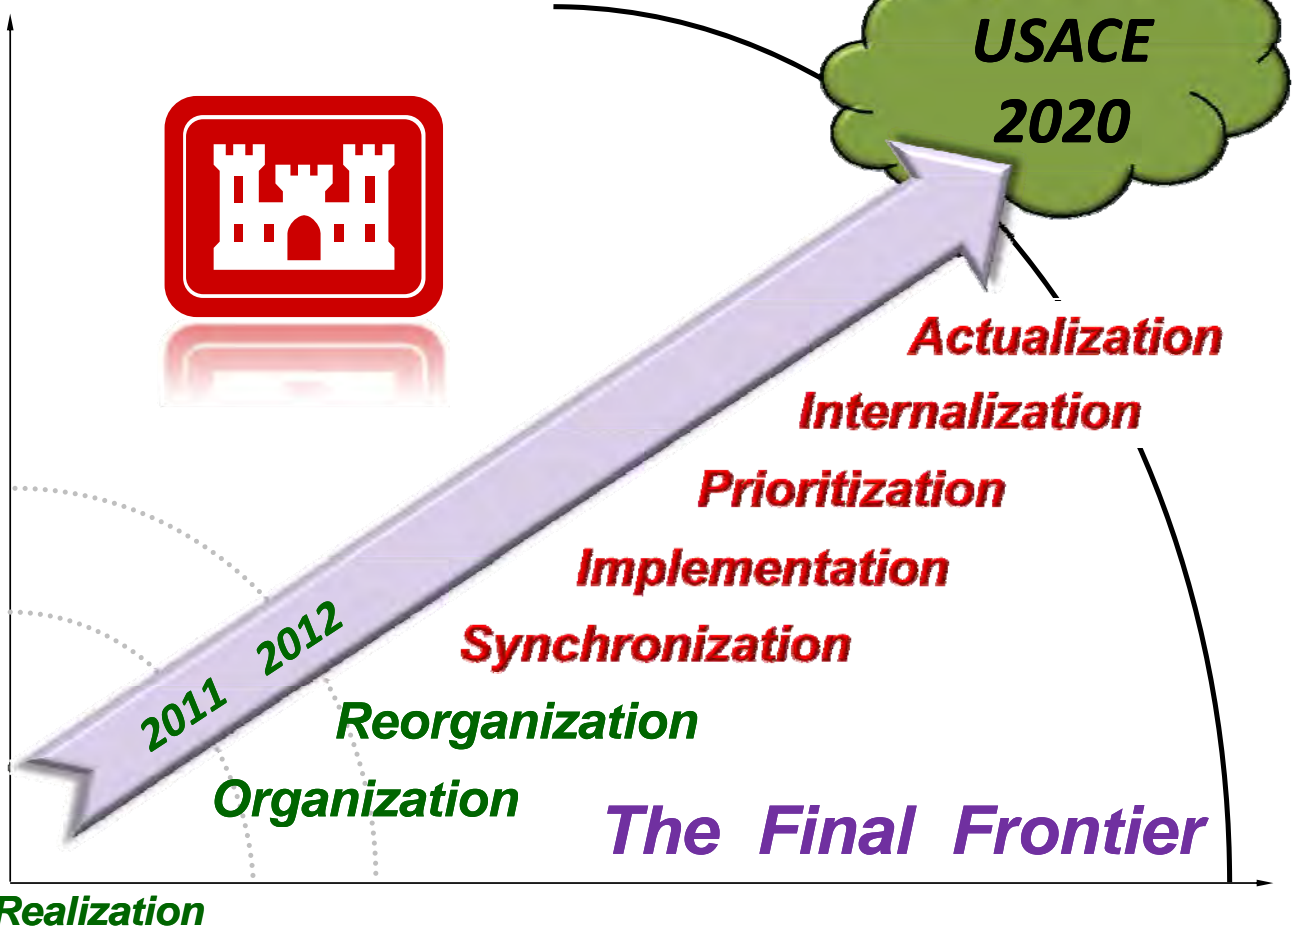 USACE
2020
Actualization
Internalization
Prioritization
Implementation
Synchronization
2012
2011
Reorganization
Organization
The Final Frontier
Realization